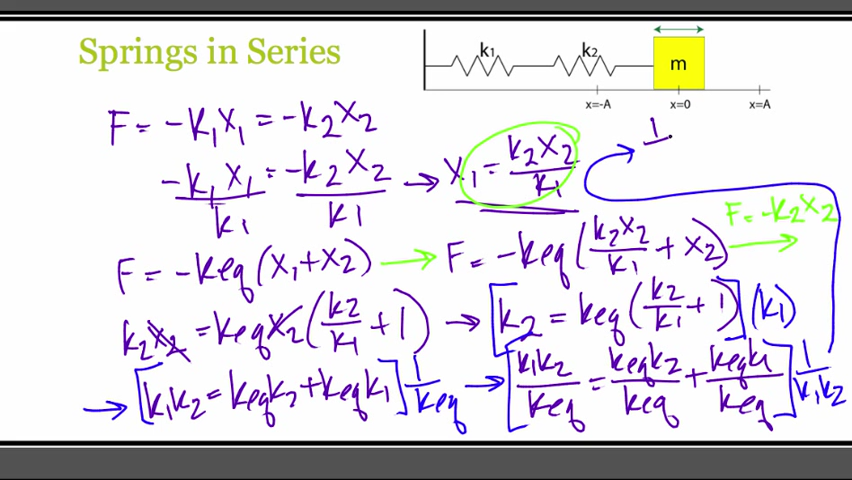 Springs in Series
k1 k2 m
x=-A x=0 x=A
F = -K₁X₁ = -K₂X₂
-K₁X₁/K₁ = -K₂X₂/K₁ → X₁ = K₂X₂/K₁
1/
F = -K₂X₂
F = -Keq(X₁+X₂) → F = -Keq(K₂X₂/K₁ + X₂) →
K₂X₂ = KeqX₂(K₂/K₁ + 1) → [K₂ = Keq(K₂/K₁ + 1)](K₁)
→ [K₁K₂ = KeqK₂ + KeqK₁] 1/Keq → [K₁K₂/Keq = KeqK₂/Keq + KeqK₁/Keq] 1/K₁K₂